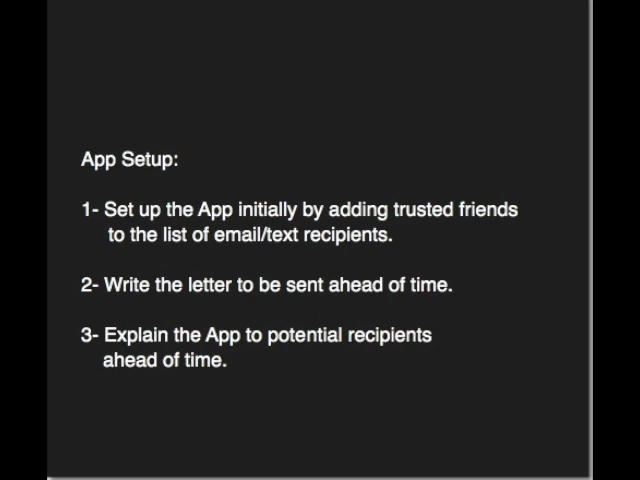 App Setup:
1- Set up the App initially by adding trusted friends
to the list of email/text recipients.
2- Write the letter to be sent ahead of time.
3- Explain the App to potential recipients
ahead of time.